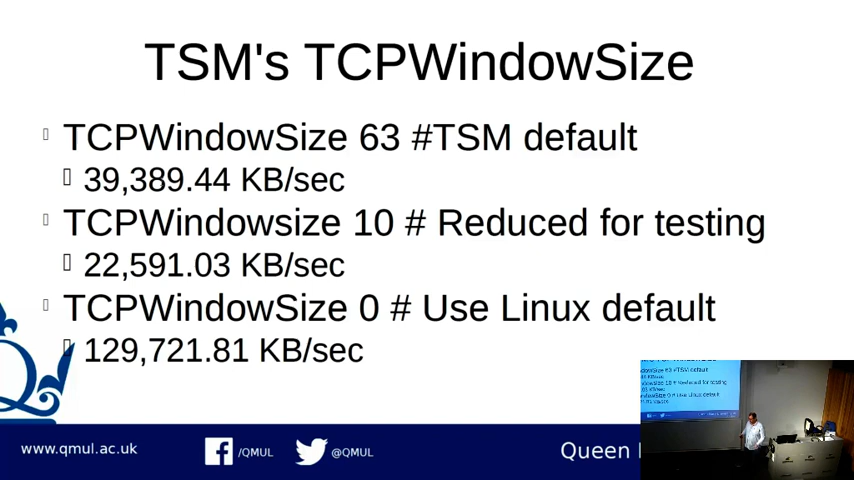 TSM's TCPWindowSize
TCPWindowSize 63 #TSM default
39,389.44 KB/sec
TCPWindowsize 10 # Reduced for testing
22,591.03 KB/sec
TCPWindowSize 0 # Use Linux default
129,721.81 KB/sec
www.qmul.ac.uk
/QMUL
@QMUL
Queen